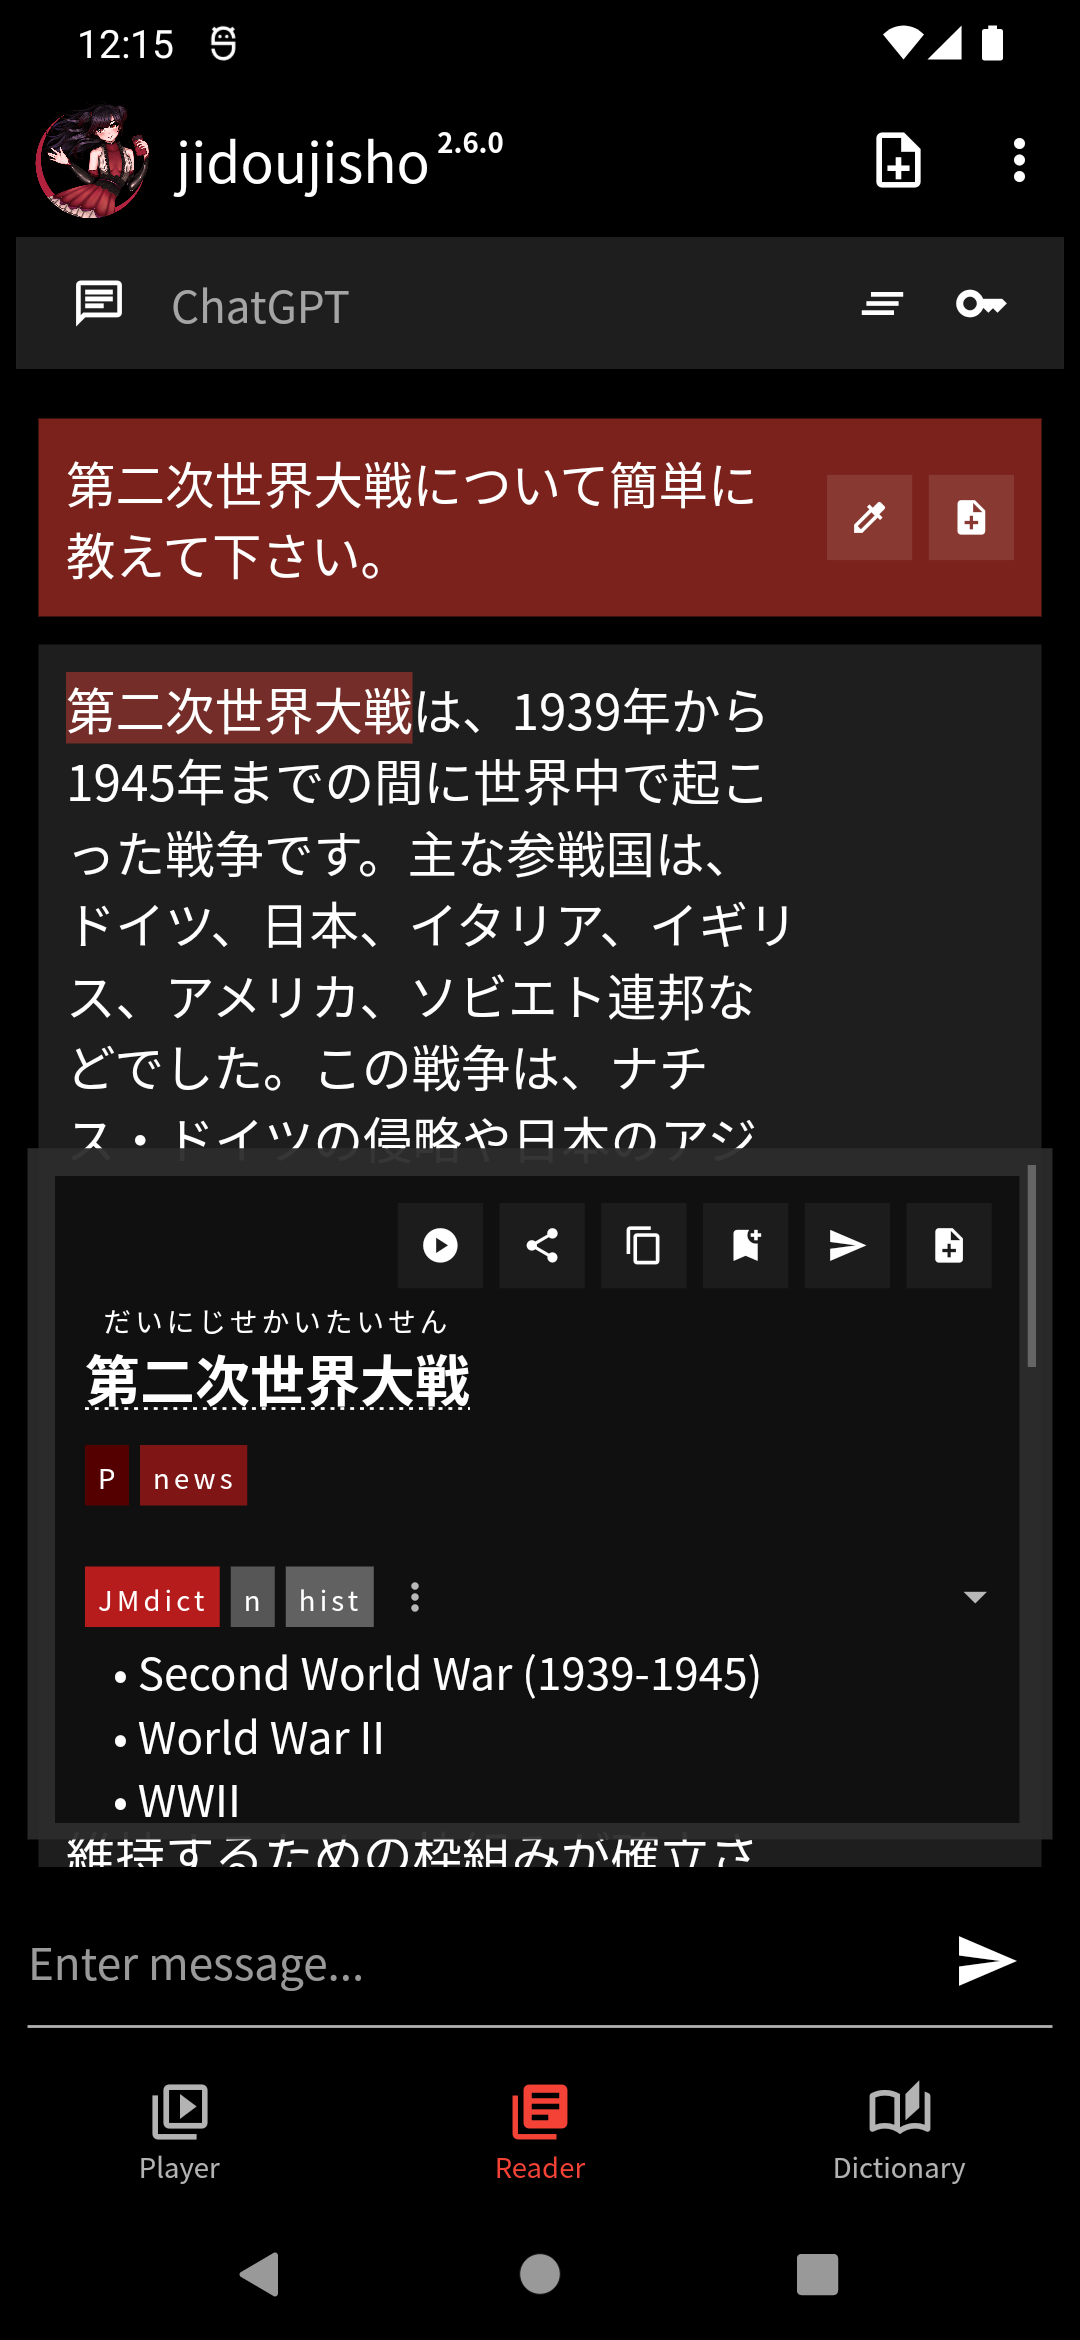 12:15
jidoujisho 2.6.0
ChatGPT
第二次世界大戦について簡単に
教えて下さい。
第二次世界大戦は、1939年から
1945年までの間に世界中で起こ
った戦争です。主な参戦国は、
ドイツ、日本、イタリア、イギリ
ス、アメリカ、ソビエト連邦な
どでした。この戦争は、ナチ
ス・ドイツの侵略や日本のアジ
だいにじせかいたいせん
第二次世界大戦
P news
JMdict n hist
• Second World War (1939-1945)
• World War II
• WWII
維持するための枠組みが確立さ
Enter message...
Player Reader Dictionary